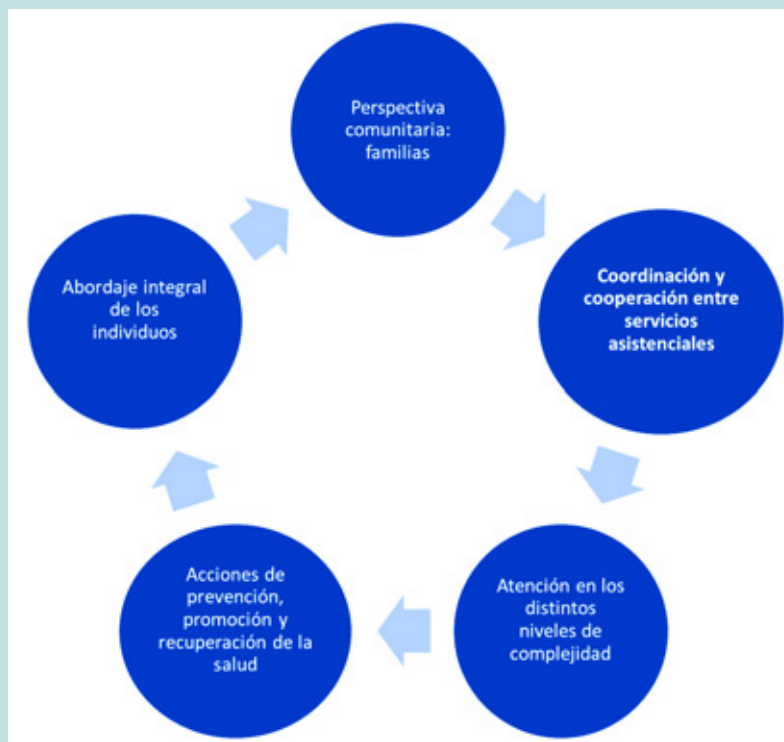 Perspectiva
comunitaria:
familias
Coordinación y
cooperación entre
servicios
asistenciales
Atención en los
distintos
niveles de
complejidad
Acciones de
prevención,
promoción y
recuperación de la
salud
Abordaje integral
de los
individuos